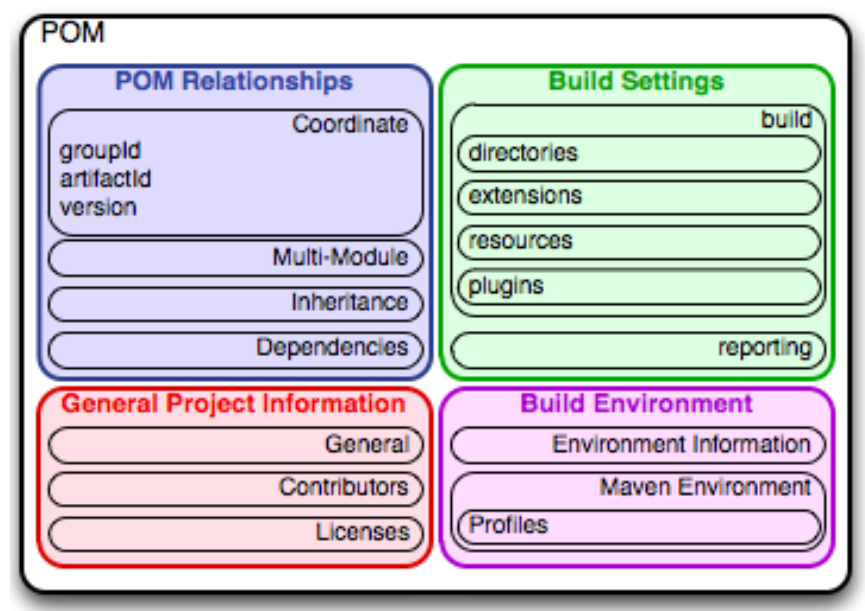 POM
POM Relationships
Coordinate
groupId
artifactId
version
Multi-Module
Inheritance
Dependencies
Build Settings
build
directories
extensions
resources
plugins
reporting
General Project Information
General
Contributors
Licenses
Build Environment
Environment Information
Maven Environment
Profiles